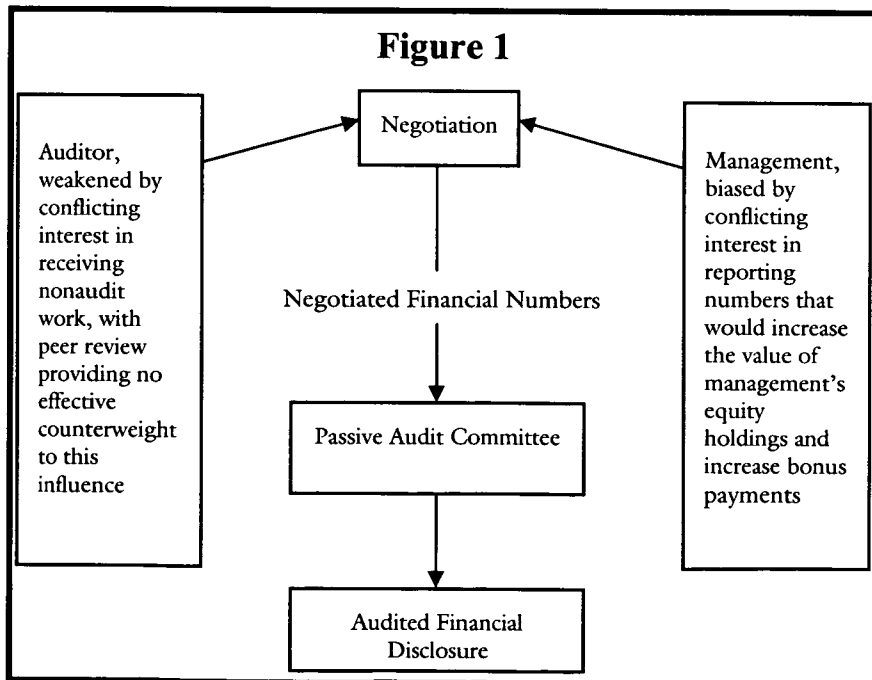 Figure 1
Negotiation
Auditor,
weakened by
conflicting
interest in
receiving
nonaudit
work, with
peer review
providing no
effective
counterweight
to this
influence
Management,
biased by
conflicting
interest in
reporting
numbers that
would increase
the value of
management's
equity
holdings and
increase bonus
payments
Negotiated Financial Numbers
Passive Audit Committee
Audited Financial
Disclosure